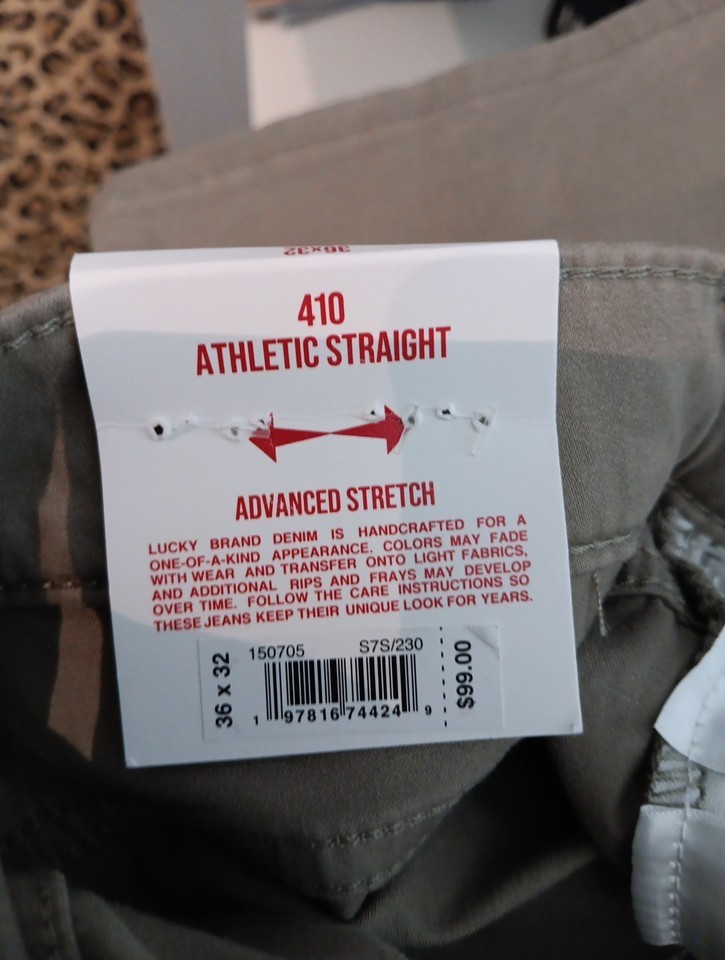 36x32
410
ATHLETIC STRAIGHT
ADVANCED STRETCH
LUCKY BRAND DENIM IS HANDCRAFTED FOR A
ONE-OF-A-KIND APPEARANCE. COLORS MAY FADE
WITH WEAR AND TRANSFER ONTO LIGHT FABRICS,
AND ADDITIONAL RIPS AND FRAYS MAY DEVELOP
OVER TIME. FOLLOW THE CARE INSTRUCTIONS SO
THESE JEANS KEEP THEIR UNIQUE LOOK FOR YEARS.
36 x 32
150705 S7S/230
1 97816 74424 9
$99.00